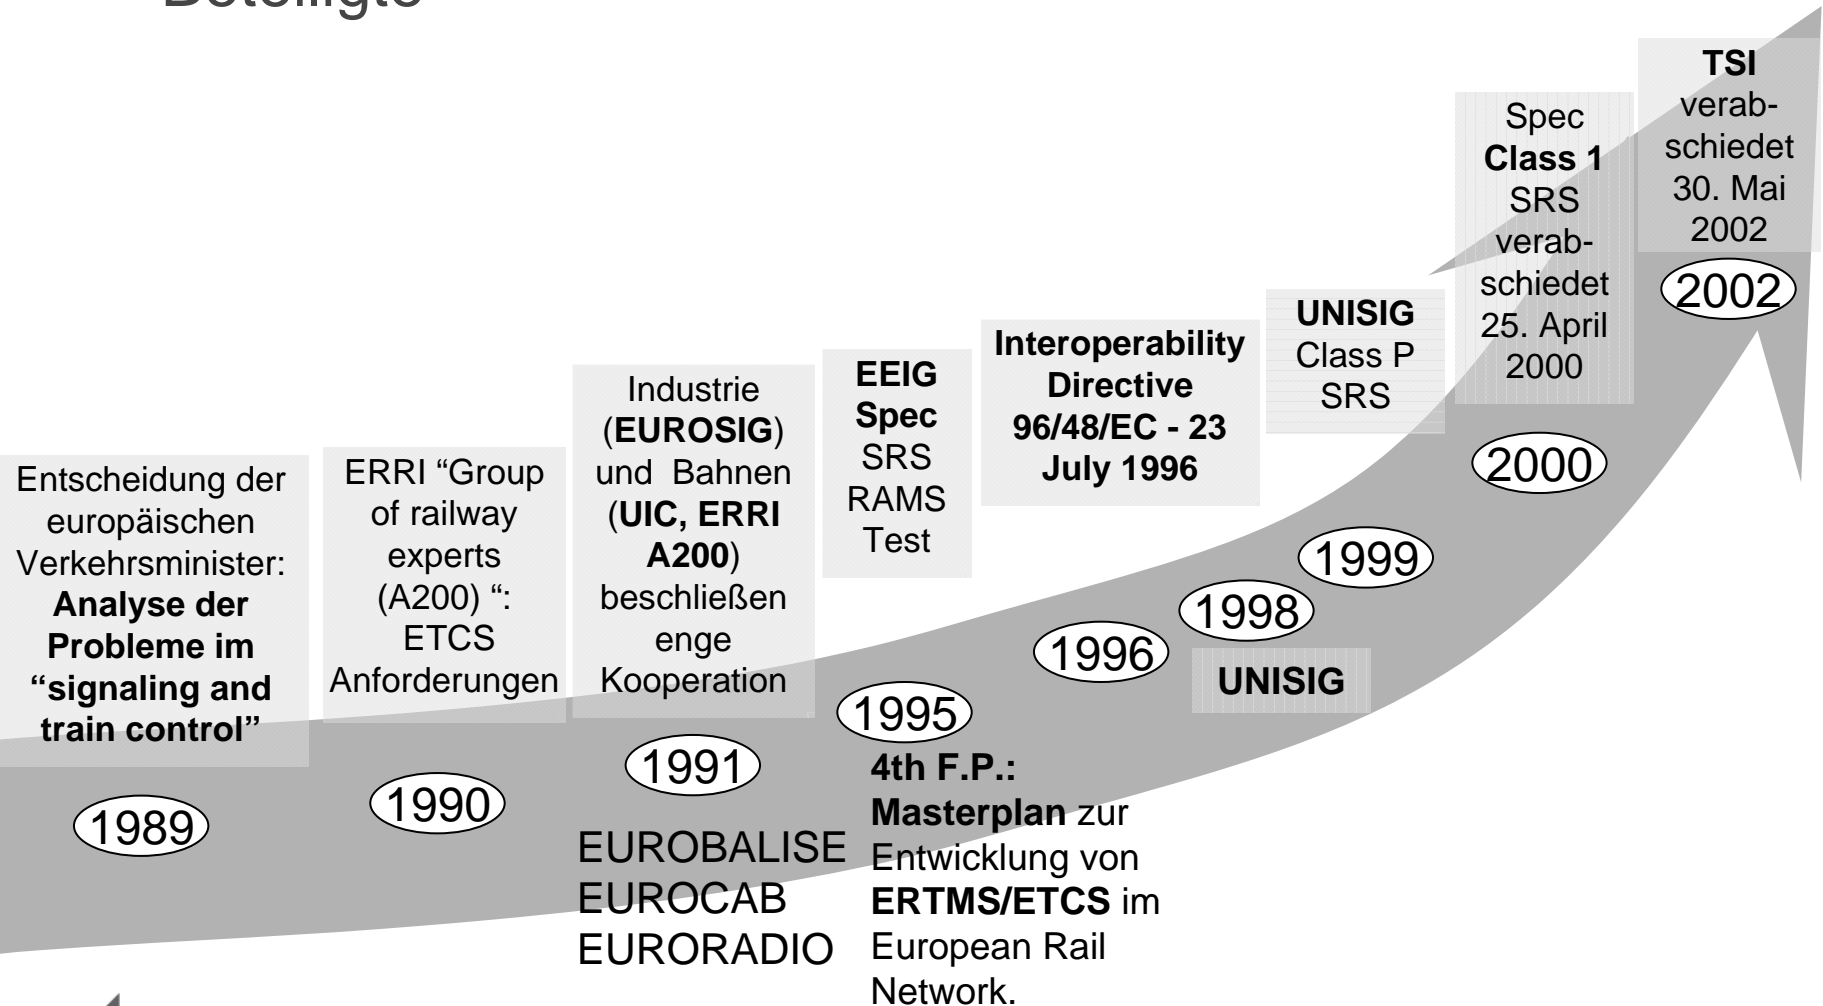 Beteiligte
Entscheidung der
europäischen
Verkehrsminister:
Analyse der
Probleme im
“signaling and
train control”
1989
ERRI “Group
of railway
experts
(A200) “:
ETCS
Anforderungen
1990
Industrie
(EUROSIG)
und Bahnen
(UIC, ERRI
A200)
beschließen
enge
Kooperation
1991
EUROBALISE
EUROCAB
EURORADIO
EEIG
Spec
SRS
RAMS
Test
1995
4th F.P.:
Masterplan zur
Entwicklung von
ERTMS/ETCS im
European Rail
Network.
Interoperability
Directive
96/48/EC - 23
July 1996
1996
1998
UNISIG
UNISIG
Class P
SRS
1999
Spec
Class 1
SRS
verab-
schiedet
25. April
2000
2000
TSI
verab-
schiedet
30. Mai
2002
2002